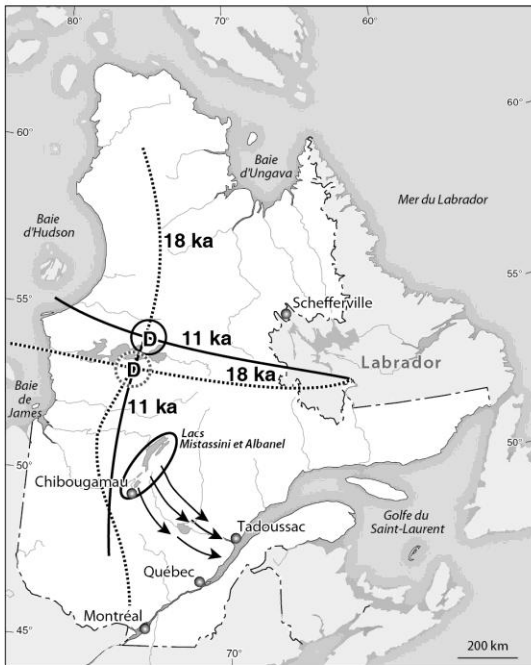 80°
70°
60°
60°
60°
Baie
d'Ungava
Mer du Labrador
Baie
d'Hudson
18 ka
55°
55°
Schefferville
D
11 ka
Labrador
D
18 ka
11 ka
Baie
de
James
Lacs
Mistassini et Albanel
50°
50°
Chibougamau
Golfe du
Saint-Laurent
Tadoussac
Québec
Montréal
45°
70°
60°
200 km